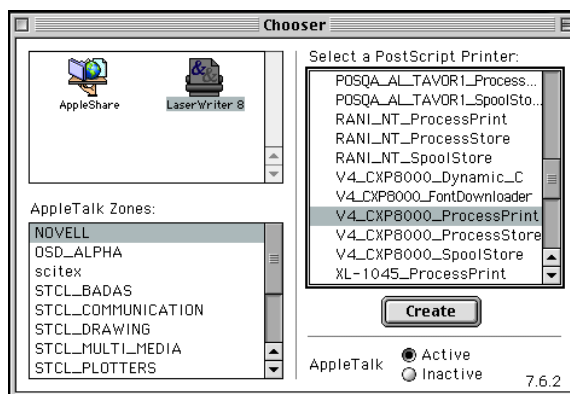 Chooser
AppleShare
LaserWriter 8
AppleTalk Zones:
NOVELL
OSD_ALPHA
scitex
STCL_BADAS
STCL_COMMUNICATION
STCL_DRAWING
STCL_MULTI_MEDIA
STCL_PLOTTERS
Select a PostScript Printer:
POSQA_AL_TAVOR1_Process...
POSQA_AL_TAVOR1_SpoolSto...
RANI_NT_ProcessPrint
RANI_NT_ProcessStore
RANI_NT_SpoolStore
V4_CXP8000_Dynamic_C
V4_CXP8000_FontDownloader
V4_CXP8000_ProcessPrint
V4_CXP8000_ProcessStore
V4_CXP8000_SpoolStore
XL-1045_ProcessPrint
Create
AppleTalk
Active
Inactive
7.6.2